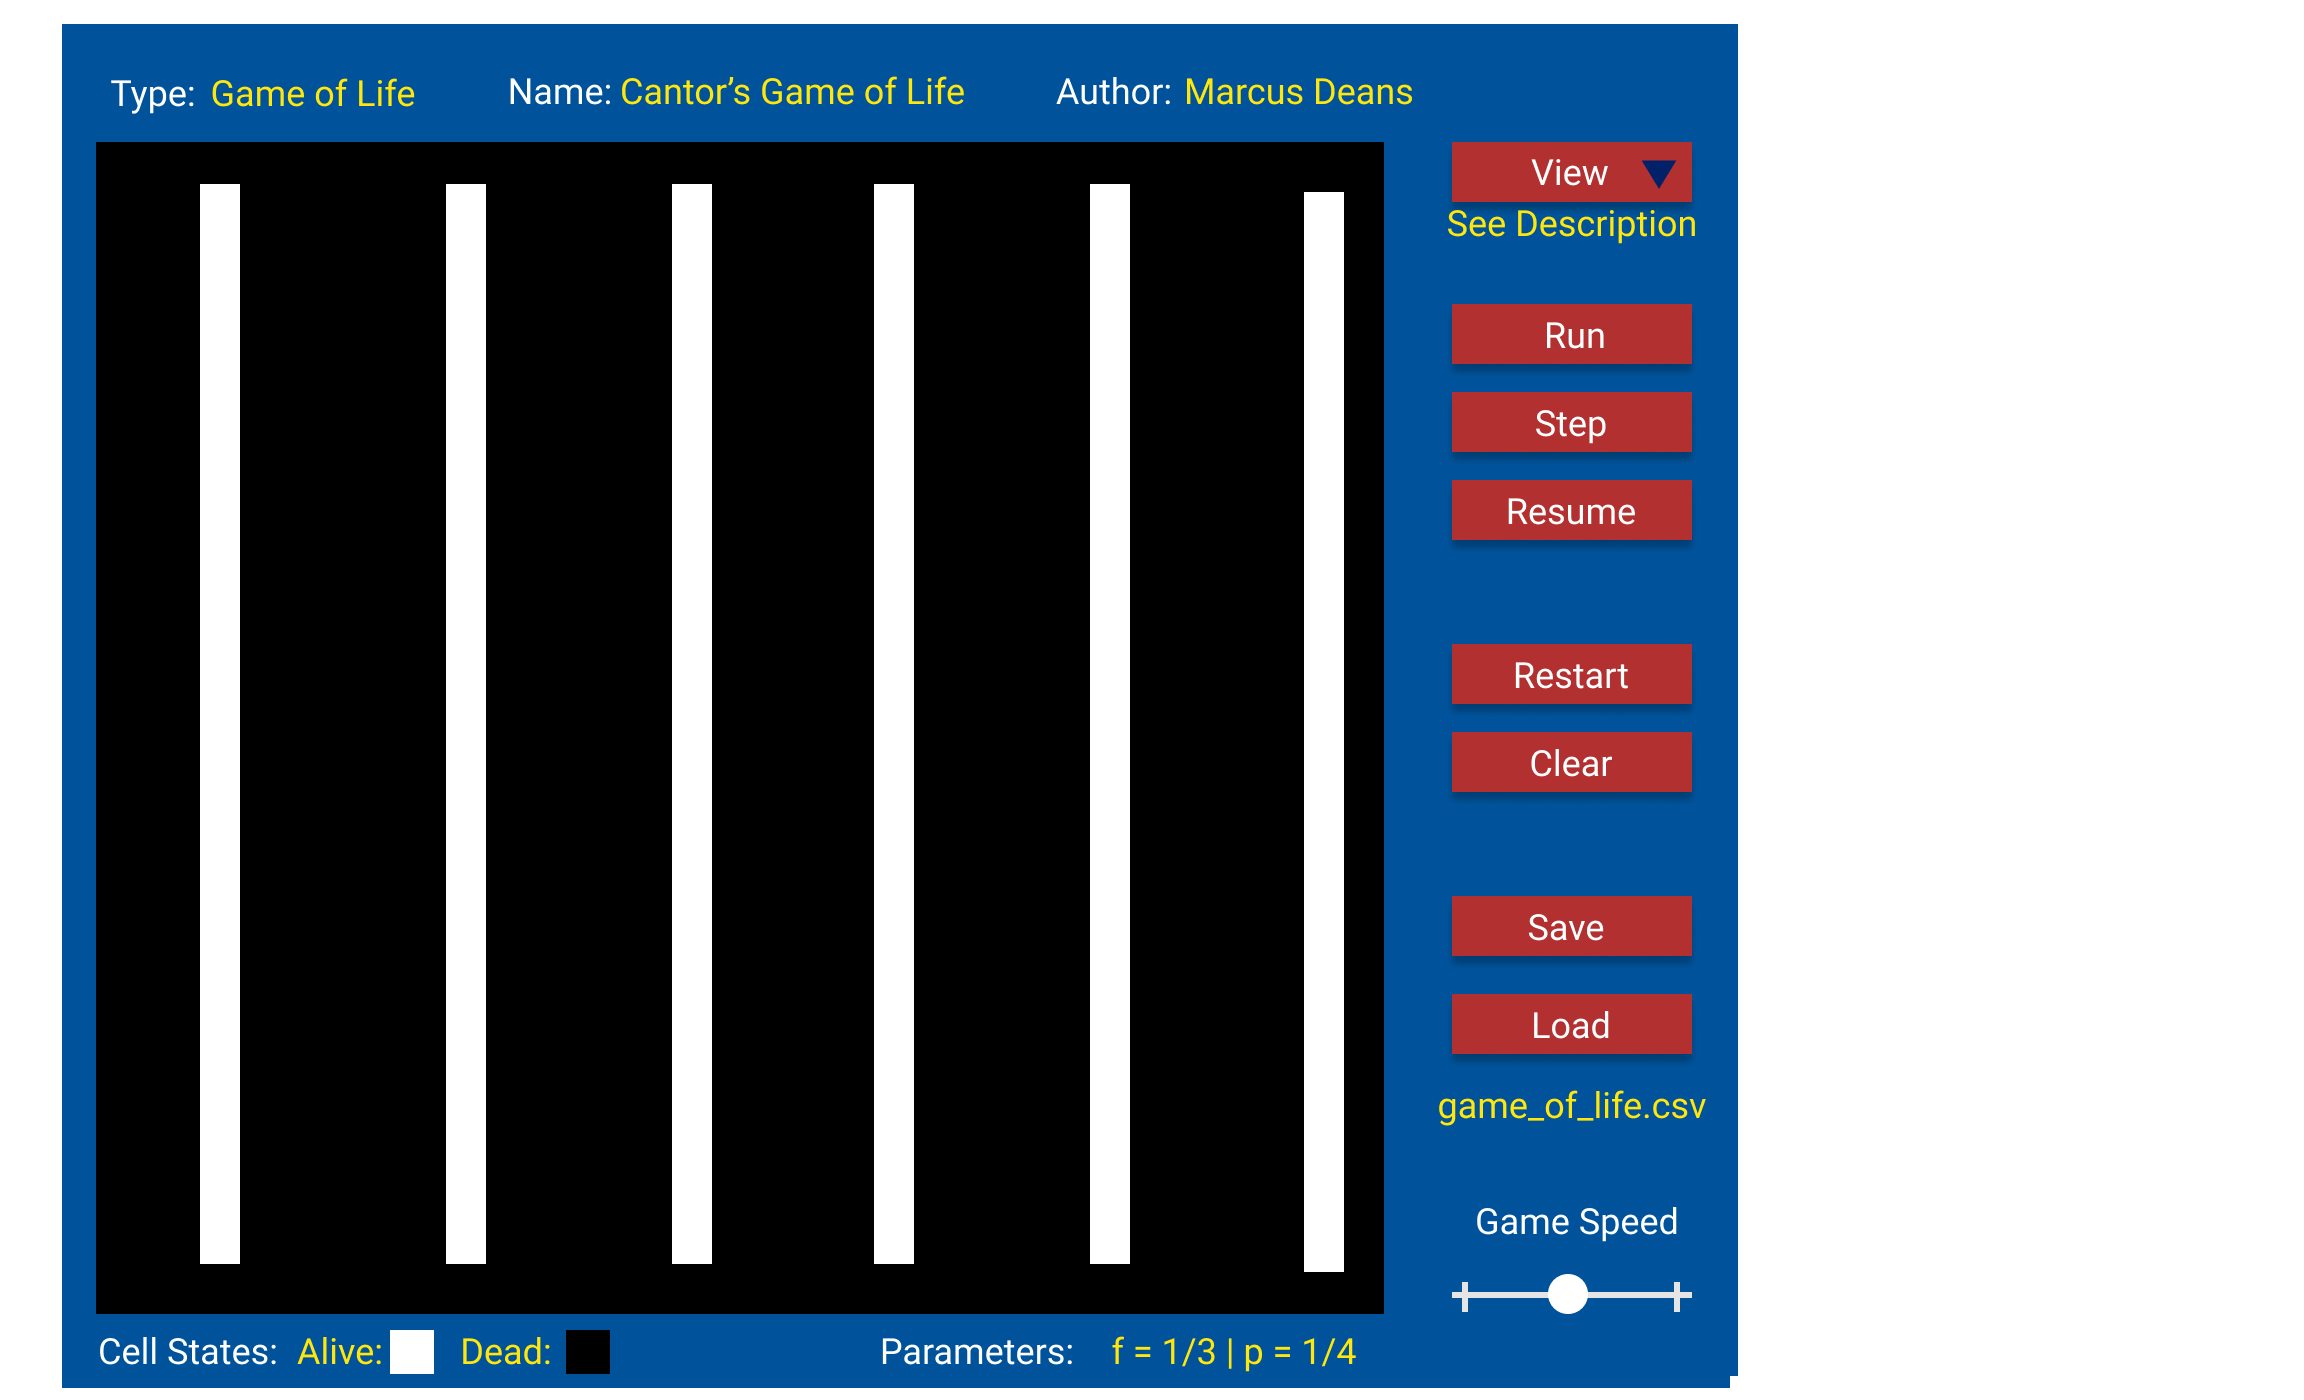 Type: Game of Life
Name: Cantor’s Game of Life
Author: Marcus Deans
View
See Description
Run
Step
Resume
Restart
Clear
Save
Load
game_of_life.csv
Game Speed
Cell States: Alive: Dead:
Parameters: f = 1/3 | p = 1/4